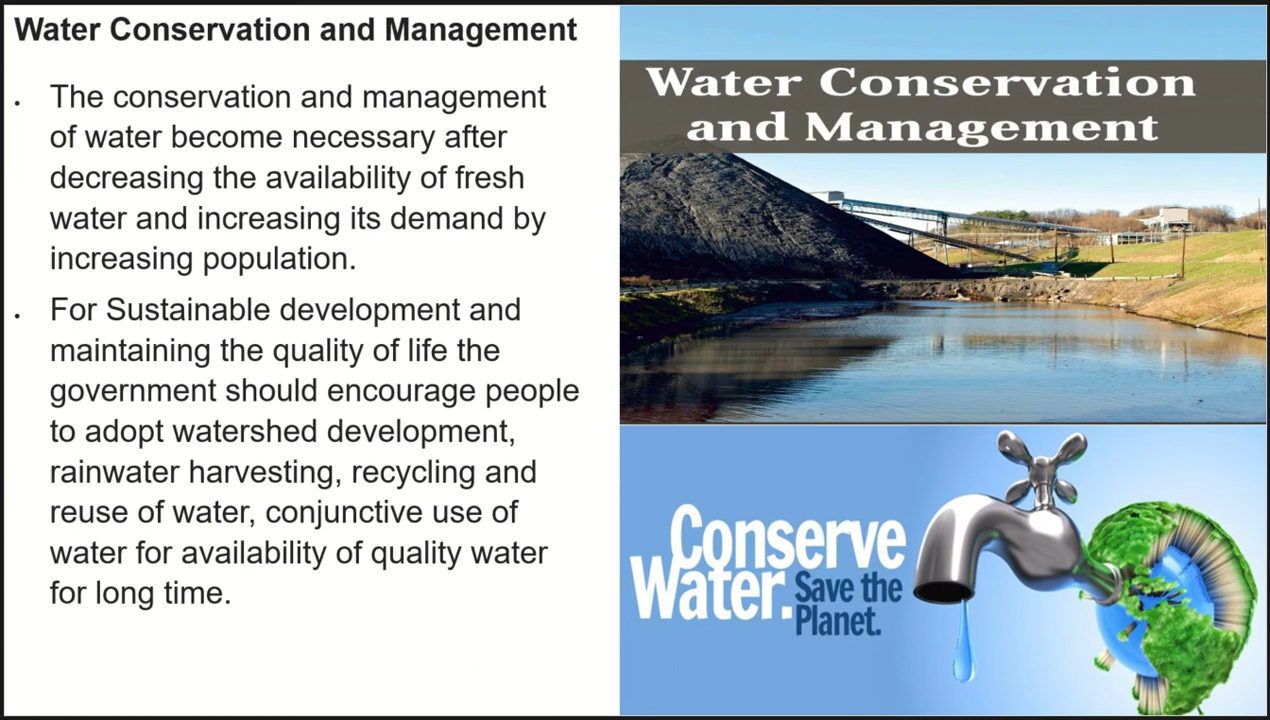 Water Conservation and Management
• The conservation and management
of water become necessary after
decreasing the availability of fresh
water and increasing its demand by
increasing population.
• For Sustainable development and
maintaining the quality of life the
government should encourage people
to adopt watershed development,
rainwater harvesting, recycling and
reuse of water, conjunctive use of
water for availability of quality water
for long time.
Water Conservation
and Management
Conserve
Water. Save the
Planet.